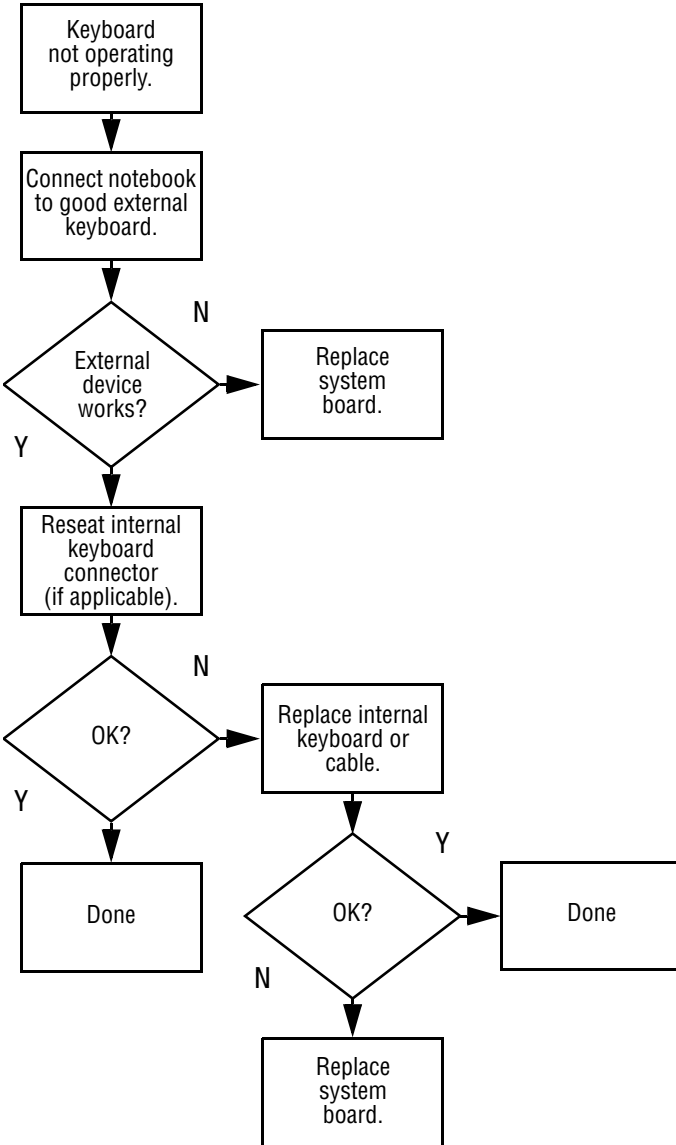 Keyboard
not operating
properly.
Connect notebook
to good external
keyboard.
N
External
device
works?
Replace
system
board.
Y
Reseat internal
keyboard
connector
(if applicable).
N
OK?
Replace internal
keyboard or
cable.
Y
Y
Done
OK?
Done
N
Replace
system
board.